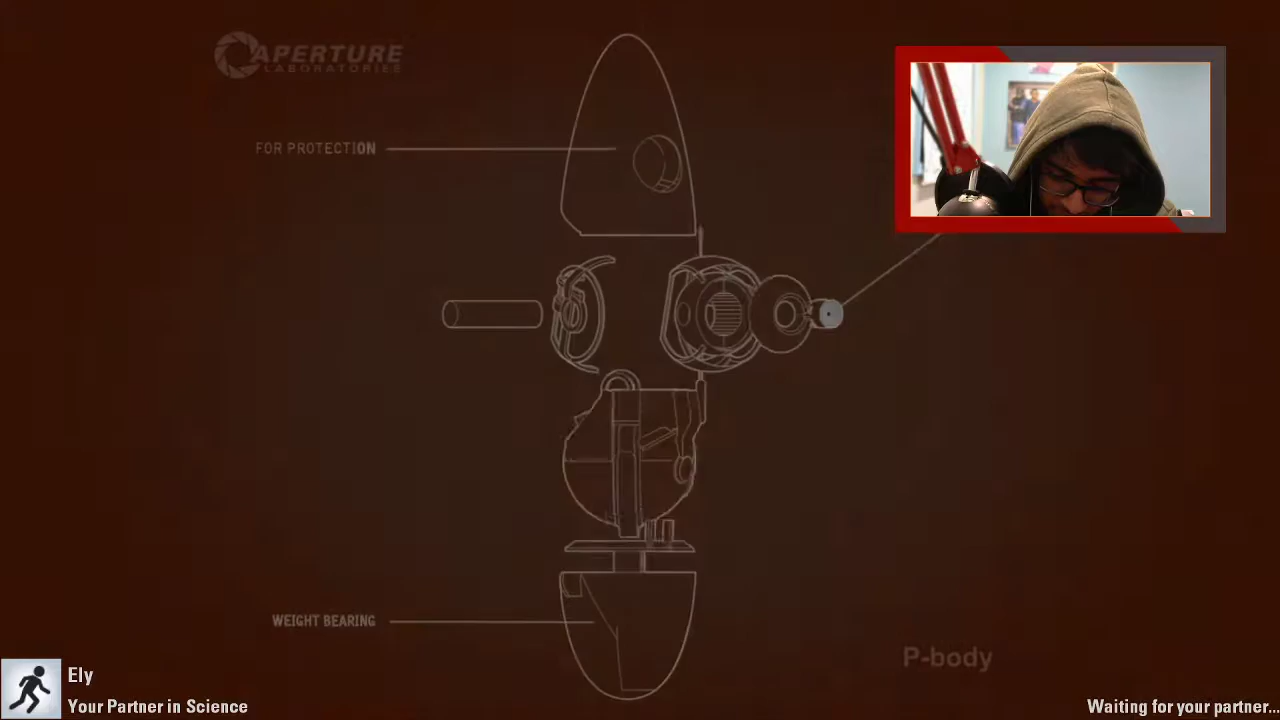 APERTURE
LABORATORIES
FOR PROTECTION
WEIGHT BEARING
P-body
Ely
Your Partner in Science
Waiting for your partner...